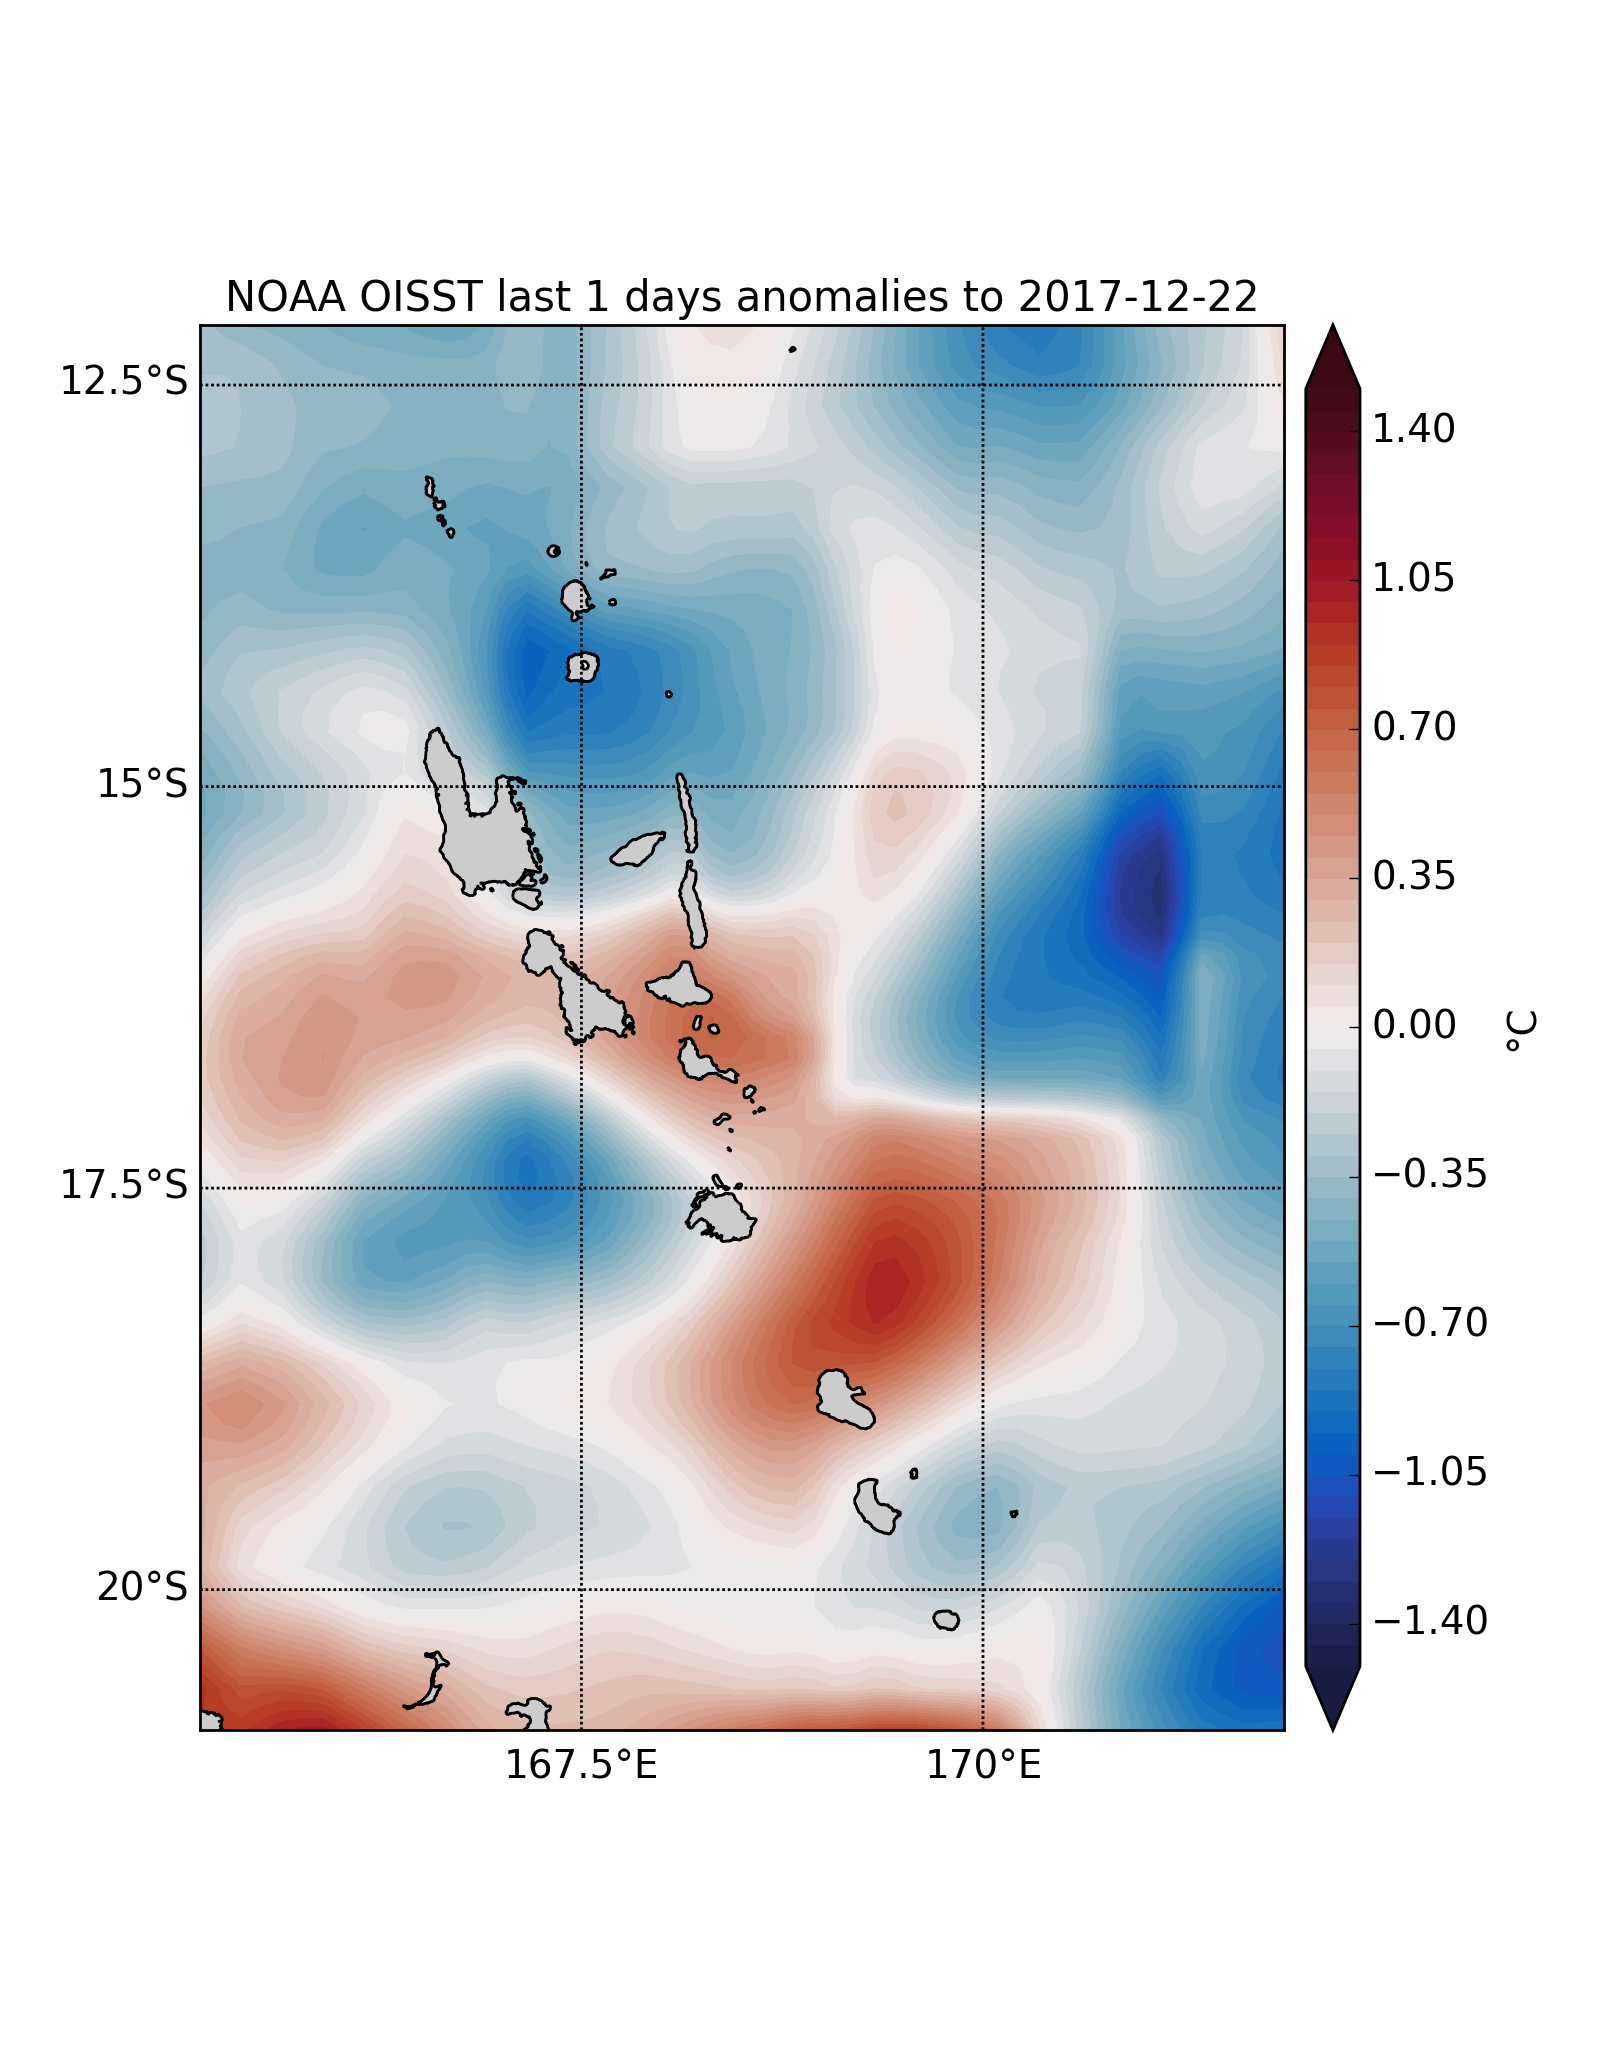 NOAA OISST last 1 days anomalies to 2017-12-22
12.5°S
15°S
17.5°S
20°S
167.5°E
170°E
1.40
1.05
0.70
0.35
0.00
−0.35
−0.70
−1.05
−1.40
°C